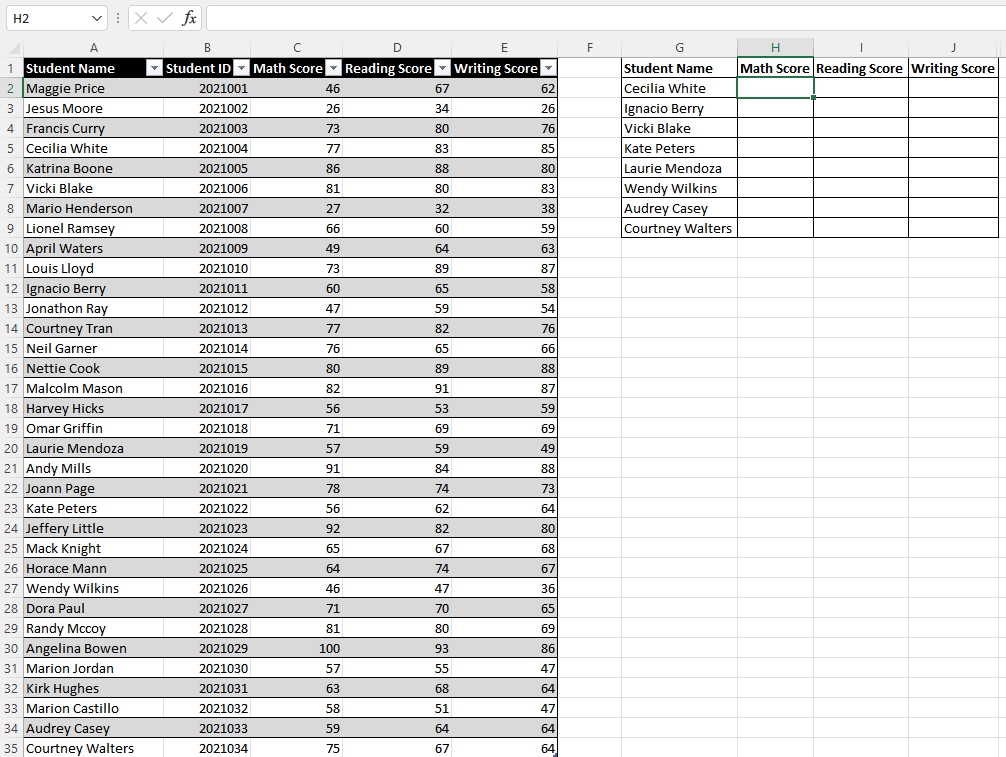 H2 fx
A B C D E F G H I J
1 Student Name Student ID Math Score Reading Score Writing Score Student Name Math Score Reading Score Writing Score
2 Maggie Price 2021001 46 67 62 Cecilia White
3 Jesus Moore 2021002 26 34 26 Ignacio Berry
4 Francis Curry 2021003 73 80 76 Vicki Blake
5 Cecilia White 2021004 77 83 85 Kate Peters
6 Katrina Boone 2021005 86 88 80 Laurie Mendoza
7 Vicki Blake 2021006 81 80 83 Wendy Wilkins
8 Mario Henderson 2021007 27 32 38 Audrey Casey
9 Lionel Ramsey 2021008 66 60 59 Courtney Walters
10 April Waters 2021009 49 64 63
11 Louis Lloyd 2021010 73 89 87
12 Ignacio Berry 2021011 60 65 58
13 Jonathon Ray 2021012 47 59 54
14 Courtney Tran 2021013 77 82 76
15 Neil Garner 2021014 76 65 66
16 Nettie Cook 2021015 80 89 88
17 Malcolm Mason 2021016 82 91 87
18 Harvey Hicks 2021017 56 53 59
19 Omar Griffin 2021018 71 69 69
20 Laurie Mendoza 2021019 57 59 49
21 Andy Mills 2021020 91 84 88
22 Joann Page 2021021 78 74 73
23 Kate Peters 2021022 56 62 64
24 Jeffery Little 2021023 92 82 80
25 Mack Knight 2021024 65 67 68
26 Horace Mann 2021025 64 74 67
27 Wendy Wilkins 2021026 46 47 36
28 Dora Paul 2021027 71 70 65
29 Randy Mccoy 2021028 81 80 69
30 Angelina Bowen 2021029 100 93 86
31 Marion Jordan 2021030 57 55 47
32 Kirk Hughes 2021031 63 68 64
33 Marion Castillo 2021032 58 51 47
34 Audrey Casey 2021033 59 64 64
35 Courtney Walters 2021034 75 67 64